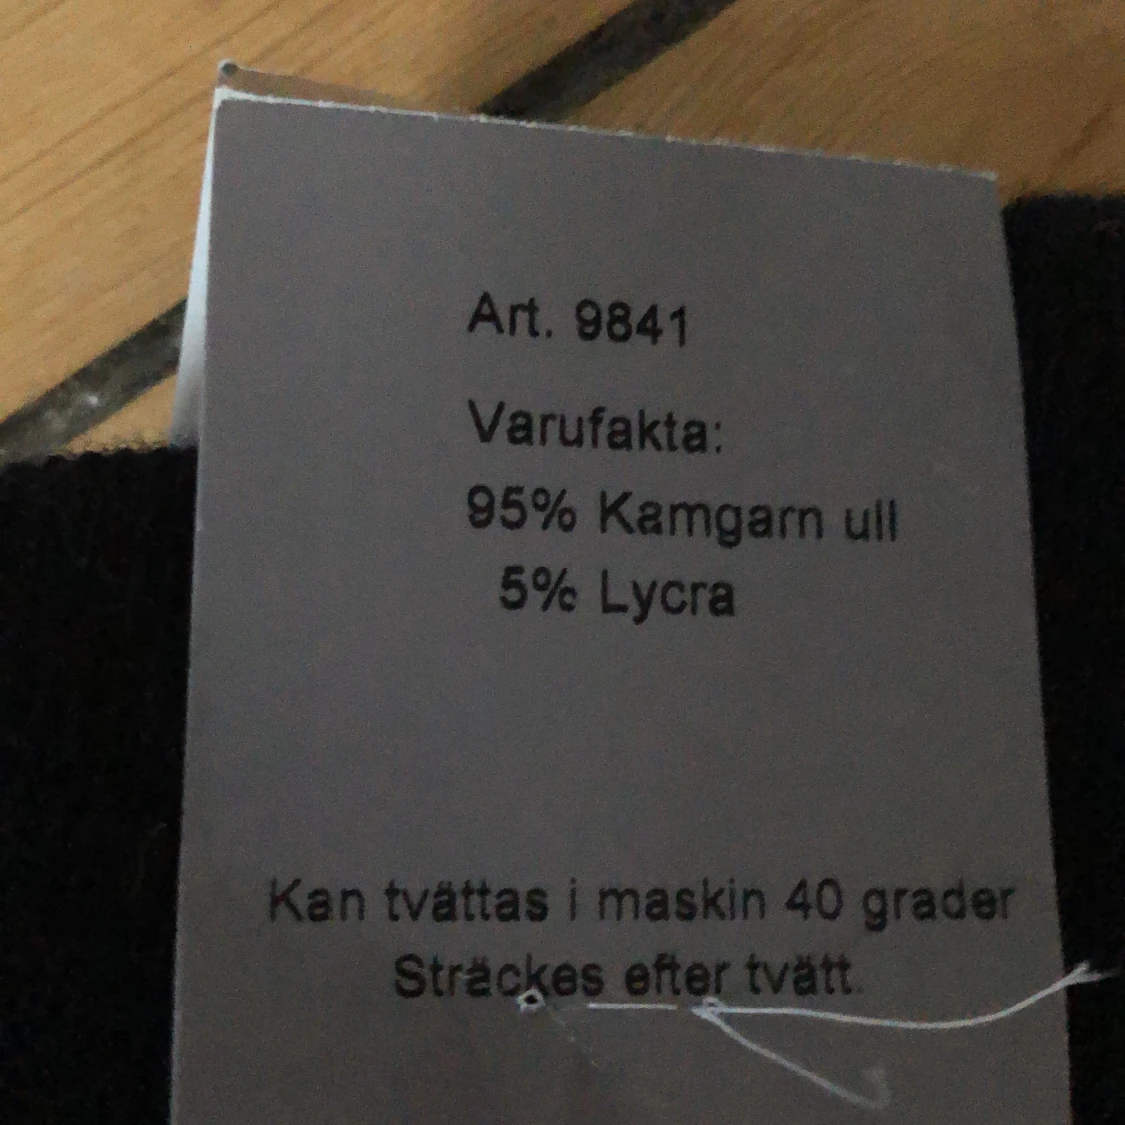 Art. 9841
Varufakta:
95% Kamgarn ull
5% Lycra
Kan tvättas i maskin 40 grader
Sträckes efter tvätt.